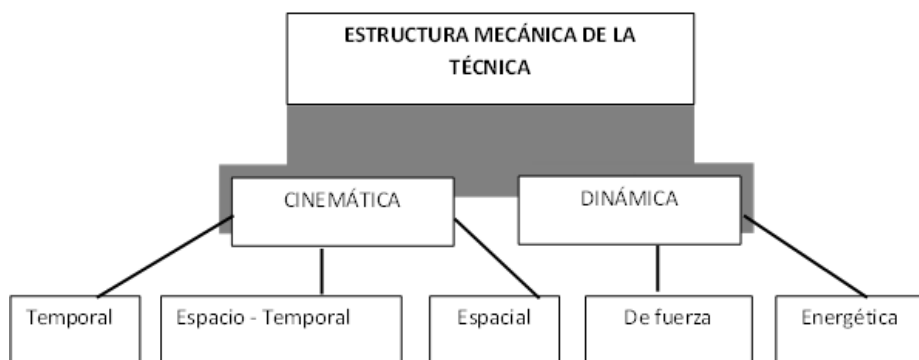 ESTRUCTURA MECÁNICA DE LA
TÉCNICA
CINEMÁTICA
DINÁMICA
Temporal
Espacio - Temporal
Espacial
De fuerza
Energética